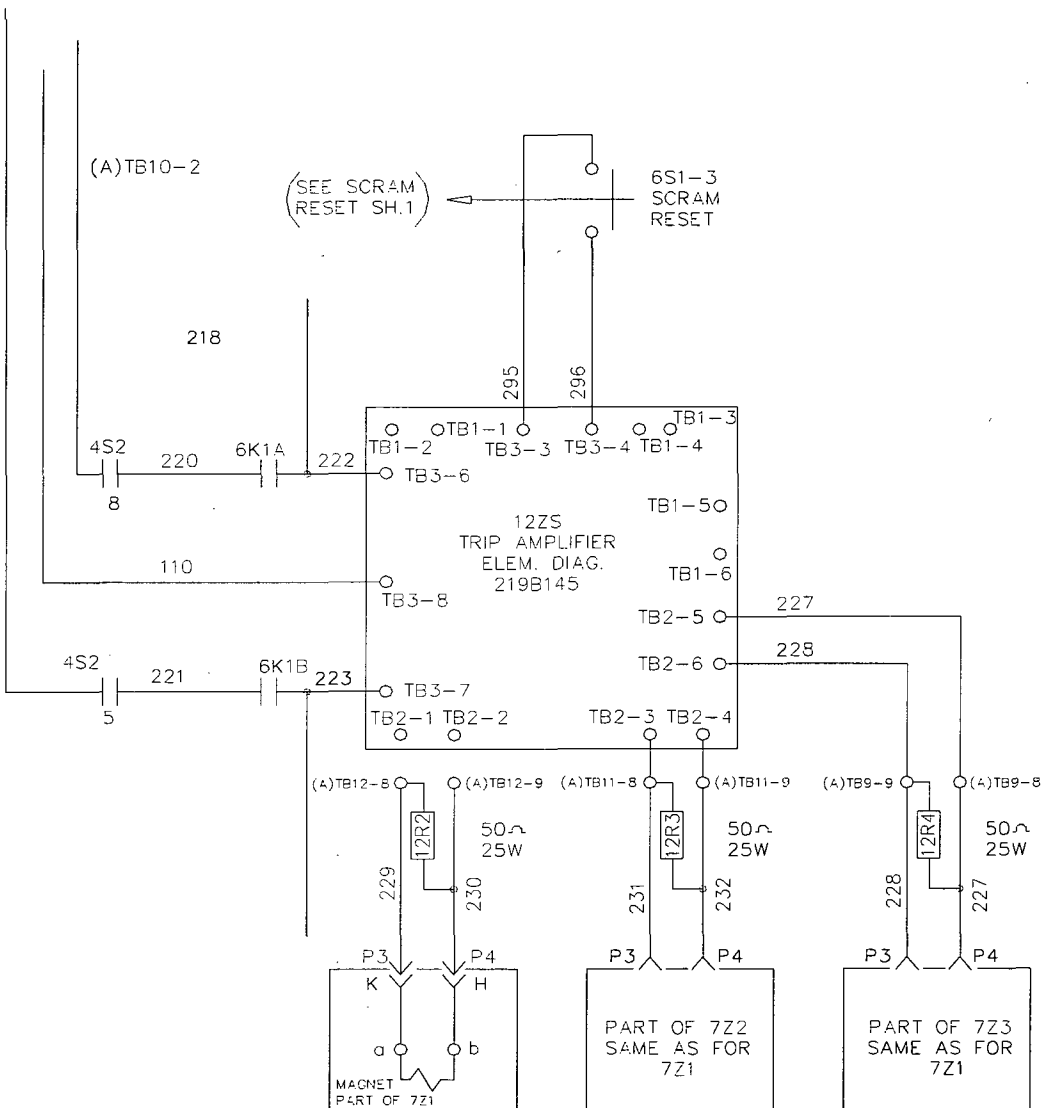 (A)TB10-2
(SEE SCRAM
RESET SH.1)
6S1-3
SCRAM
RESET
218
295
296
4S2
220
6K1A
222
8
TB1-2
TB1-1
TB3-3
TB3-4
TB1-4
TB1-3
TB3-6
TB1-5
12ZS
TRIP AMPLIFIER
ELEM. DIAG.
219B145
TB1-6
110
TB3-8
TB2-5
227
TB2-6
228
4S2
221
6K1B
223
5
TB3-7
TB2-1
TB2-2
TB2-3
TB2-4
(A)TB12-8
(A)TB12-9
(A)TB11-8
(A)TB11-9
(A)TB9-9
(A)TB9-8
12R2
50Ω
25W
12R3
50Ω
25W
12R4
50Ω
25W
229
230
231
232
228
227
P3
P4
P3
P4
P3
P4
K
H
a
b
MAGNET
PART OF 7Z1
PART OF 7Z2
SAME AS FOR
7Z1
PART OF 7Z3
SAME AS FOR
7Z1